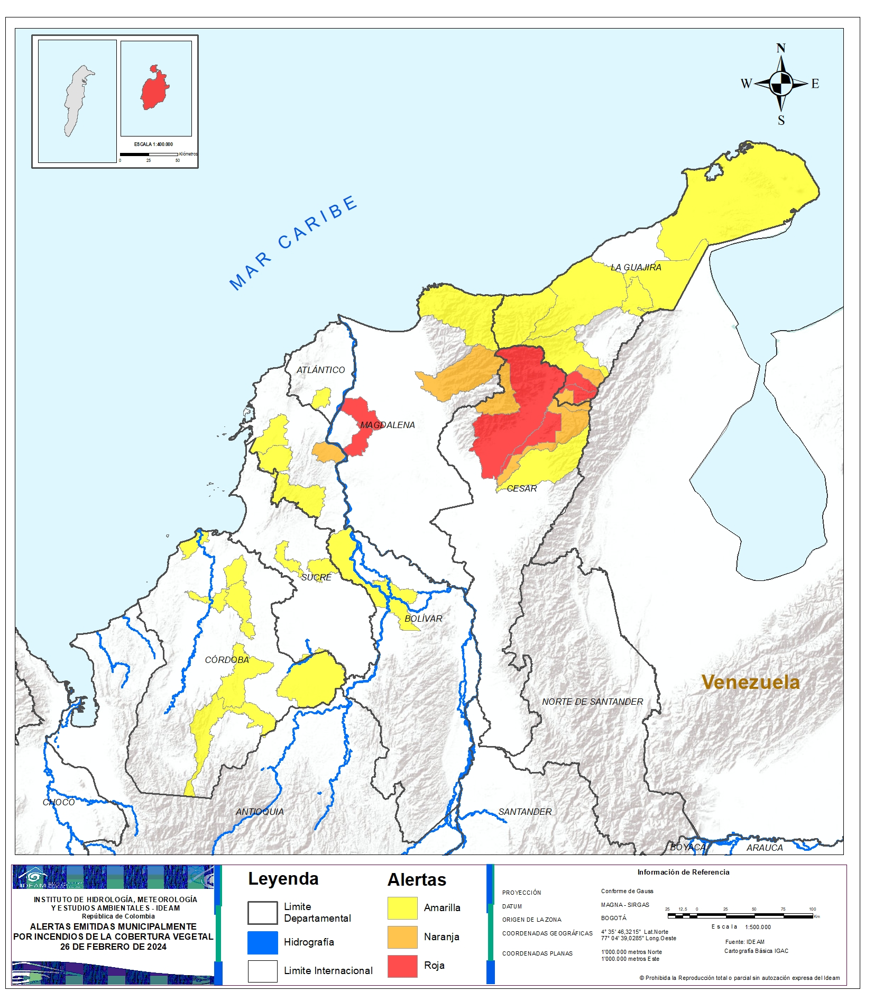 N
W
E
S
ESCALA 1:400.000
Kilómetros
0 25 50
MAR CARIBE
LA GUAJIRA
ATLÁNTICO
MAGDALENA
CESAR
SUCRE
BOLÍVAR
CÓRDOBA
Venezuela
NORTE DE SANTANDER
CHOCÓ
ANTIOQUIA
SANTANDER
BOYACÁ
ARAUCA
IDEAM
INSTITUTO DE HIDROLOGÍA, METEOROLOGÍA
Y ESTUDIOS AMBIENTALES - IDEAM
República de Colombia
ALERTAS EMITIDAS MUNICIPALMENTE
POR INCENDIOS DE LA COBERTURA VEGETAL
26 DE FEBRERO DE 2024
Leyenda
Limite
Departamental
Hidrografía
Limite Internacional
Alertas
Amarilla
Naranja
Roja
Información de Referencia
PROYECCIÓN Conforme de Gauss
DATUM MAGNA - SIRGAS
ORIGEN DE LA ZONA BOGOTÁ
COORDENADAS GEOGRÁFICAS 4° 35' 46,3215" Lat.Norte
77° 04' 39,0285" Long.Oeste
COORDENADAS PLANAS 1'000.000 metros Norte
1'000.000 metros Este
25 12,5 0 25 50 75 100
Km
Escala 1:500.000
Fuente: IDEAM
Cartografía Básica IGAC
© Prohibida la Reproducción total o parcial sin autozación expresa del Ideam